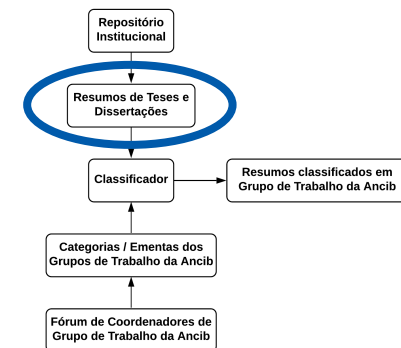 Repositório
Institucional
Resumos de Teses e
Dissertações
Classificador
Resumos classificados em
Grupo de Trabalho da Ancib
Categorias / Ementas dos
Grupos de Trabalho da Ancib
Fórum de Coordenadores de
Grupo de Trabalho da Ancib